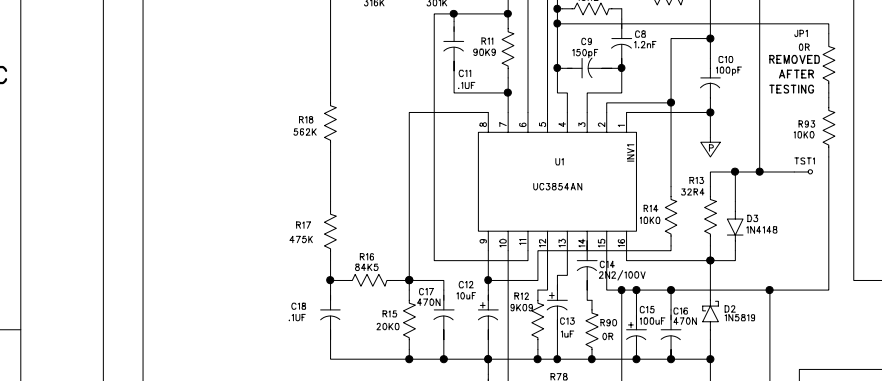 316K
301K
C
R11
90K9
C11
.1UF
C9
150pF
C8
1.2nF
C10
100pF
JP1
0R
REMOVED
AFTER
TESTING
R18
562K
8
7
6
5
4
3
2
1
R93
10K0
U1
INV1
UC3854AN
TST1
R13
32R4
R14
10K0
D3
1N4148
R17
475K
9
10
11
12
13
14
15
16
R16
84K5
C14
2N2/100V
C18
.1UF
C17
470N
R15
20K0
C12
10uF
+
R12
9K09
+
C13
1uF
R90
0R
+
C15
100uF
C16
470N
D2
1N5819
P
R78